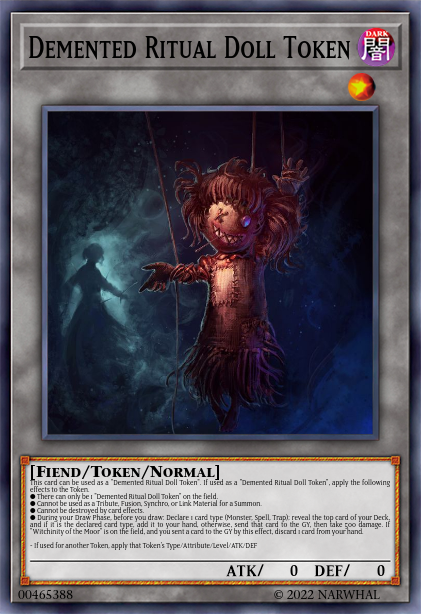 DEMENTED RITUAL DOLL TOKEN
DARK
闇
[FIEND/TOKEN/NORMAL]
This card can be used as a "Demented Ritual Doll Token". If used as a "Demented Ritual Doll Token", apply the following
effects to the Token.
● There can only be 1 "Demented Ritual Doll Token" on the field.
● Cannot be used as a Tribute, Fusion, Synchro, or Link Material for a Summon.
● Cannot be destroyed by card effects.
● During your Draw Phase, before you draw: Declare 1 card type (Monster, Spell, Trap); reveal the top card of your Deck,
and if it is the declared card type, add it to your hand, otherwise, send that card to the GY, then take 500 damage. If
"Witchinity of the Moor" is on the field, and you sent a card to the GY by this effect, discard 1 card from your hand.
- If used for another Token, apply that Token's Type/Attribute/Level/ATK/DEF
ATK/ 0 DEF/ 0
00465388 © 2022 NARWHAL